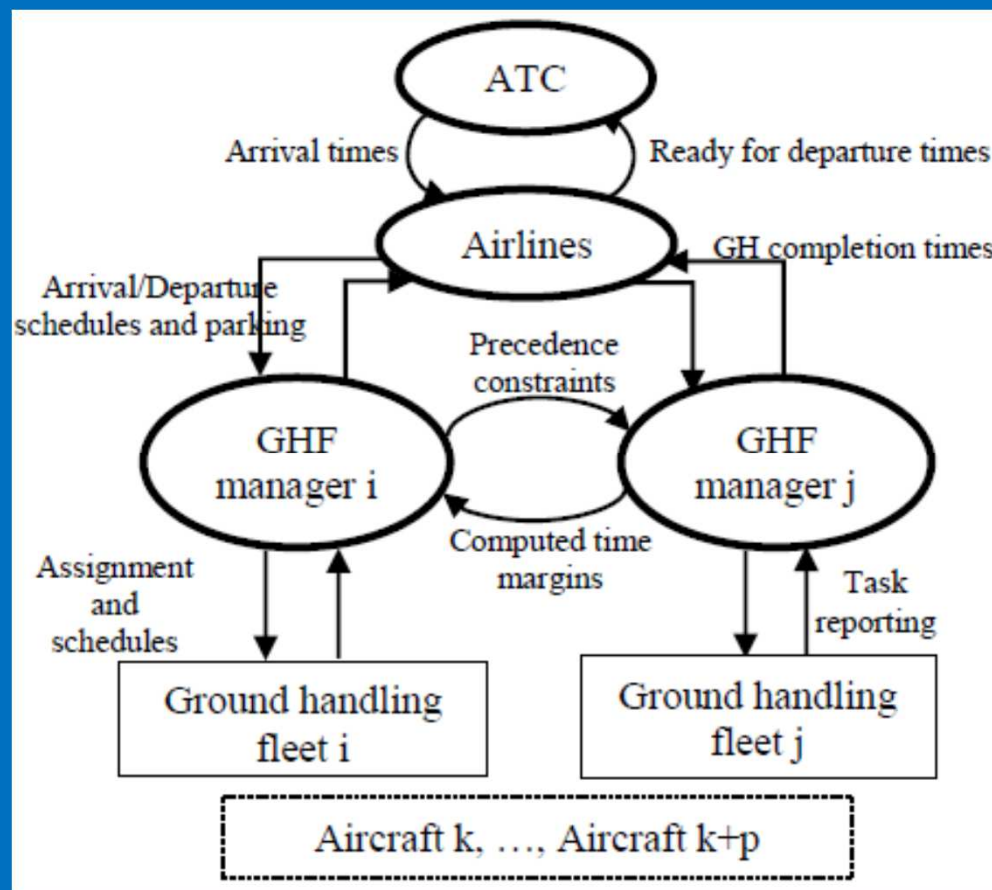 ATC
Arrival times
Ready for departure times
Airlines
GH completion times
Arrival/Departure
schedules and parking
Precedence
constraints
GHF
manager i
GHF
manager j
Computed time
margins
Assignment
and
schedules
Task
reporting
Ground handling
fleet i
Ground handling
fleet j
Aircraft k, …, Aircraft k+p